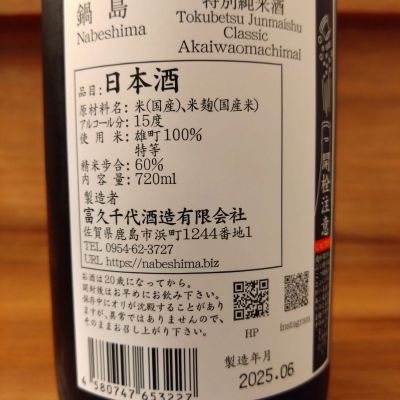 鍋島
Nabeshima
特別純米酒
Tokubetsu Junmaishu
Classic
Akaiwaomachimai
品目:日本酒
原材料名:米(国産)、米麹(国産米)
アルコール分:15度
使用米:雄町100%
特等
精米歩合:60%
内容量:720ml
製造者
富久千代酒造有限会社
佐賀県鹿島市浜町1244番地1
TEL 0954-62-3727
URL https://nabeshima.biz
お酒は20歳になってから。
開封後はお早めにお飲み下さい。
保存中にオリが沈殿することがあり
ますが、異常ではありませんので、
そのままお召し上がり下さい。
HP
instagram
4 580747 653227
製造年月
2025.06
開栓注意